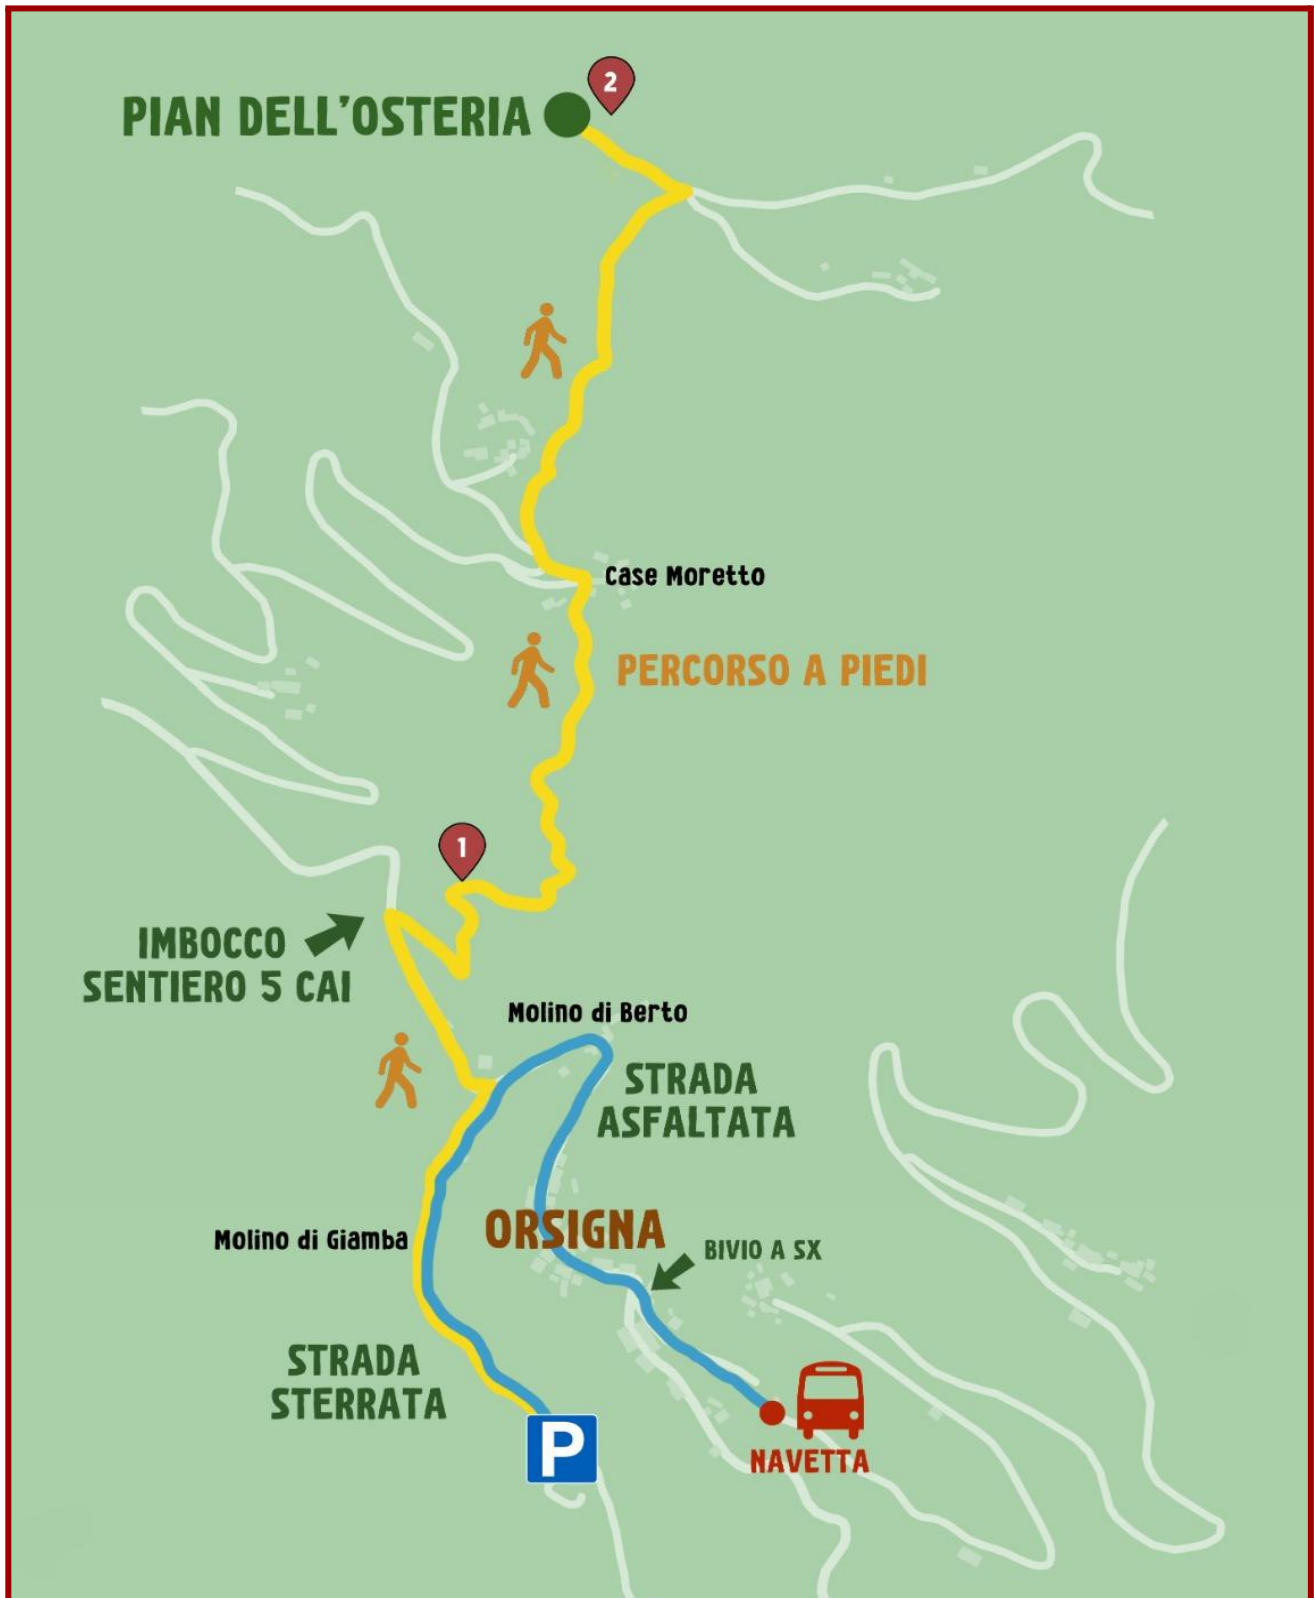 2
PIAN DELL'OSTERIA
Case Moretto
PERCORSO A PIEDI
1
IMBOCCO
SENTIERO 5 CAI
Molino di Berto
STRADA
ASFALTATA
Molino di Giamba
ORSIGNA
BIVIO A SX
STRADA
STERRATA
P
NAVETTA